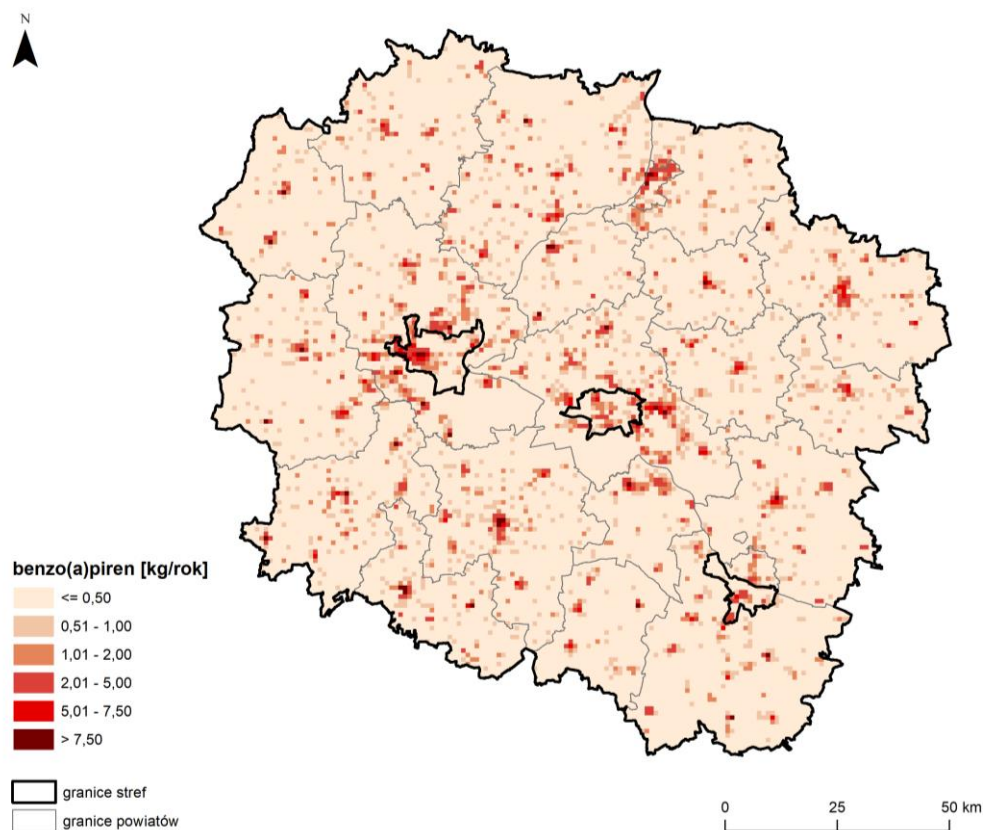 N
benzo(a)piren [kg/rok]
<= 0,50
0,51 - 1,00
1,01 - 2,00
2,01 - 5,00
5,01 - 7,50
> 7,50
granice stref
granice powiatów
0 25 50 km